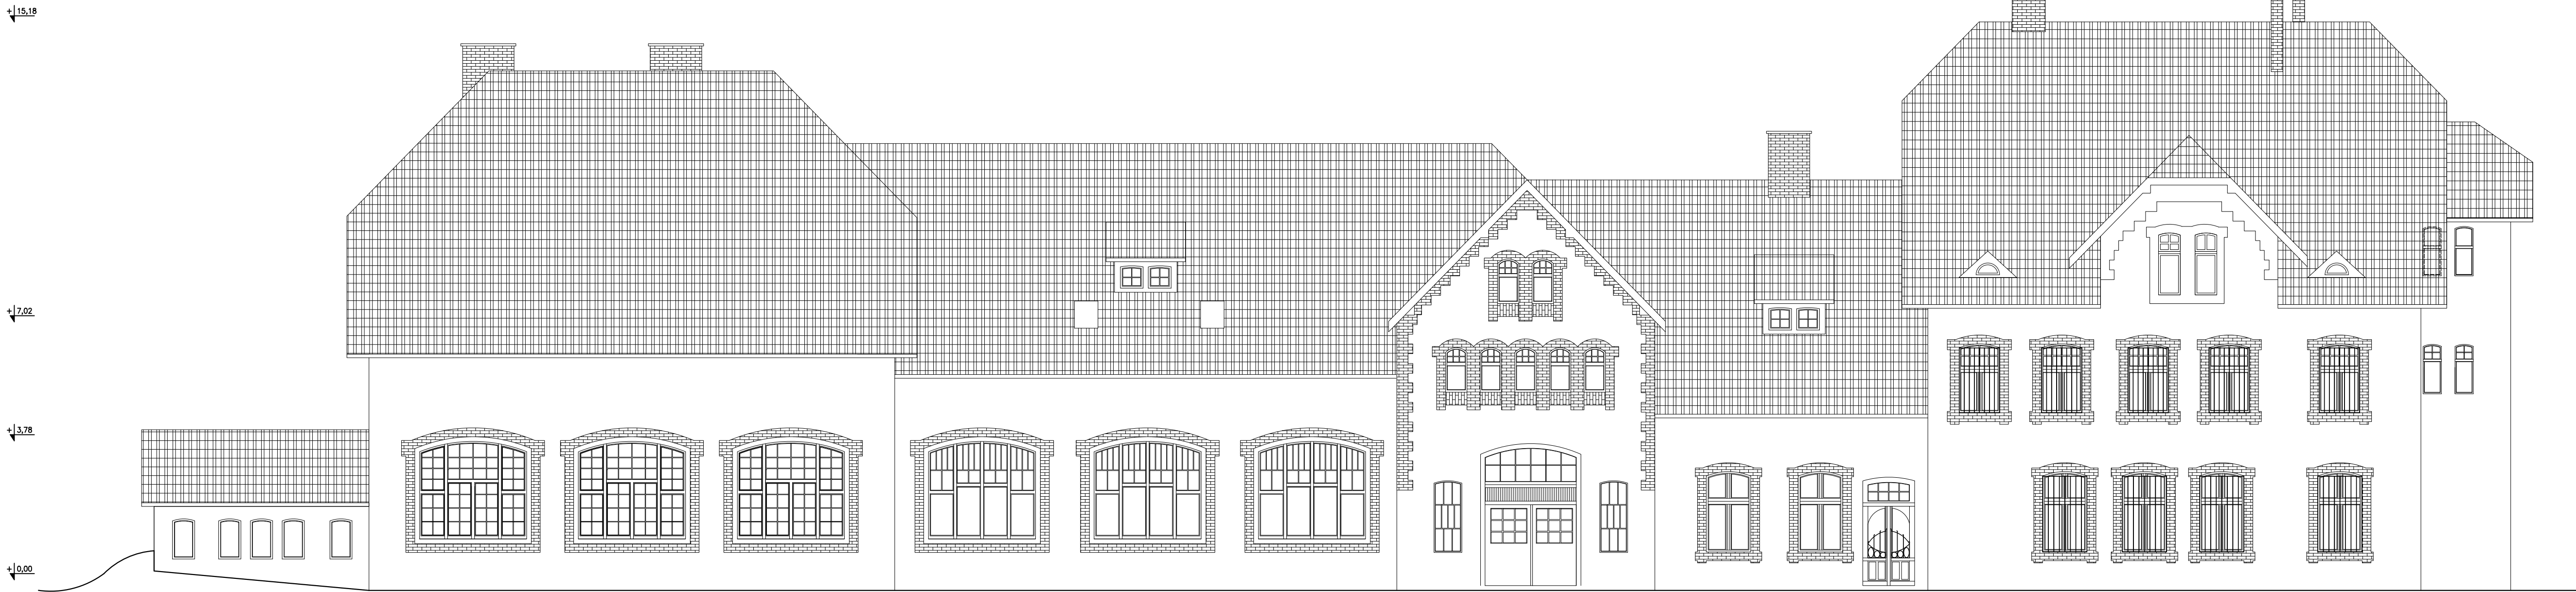 + 15,18
+ 7,02
+ 3,78
+ 0,00